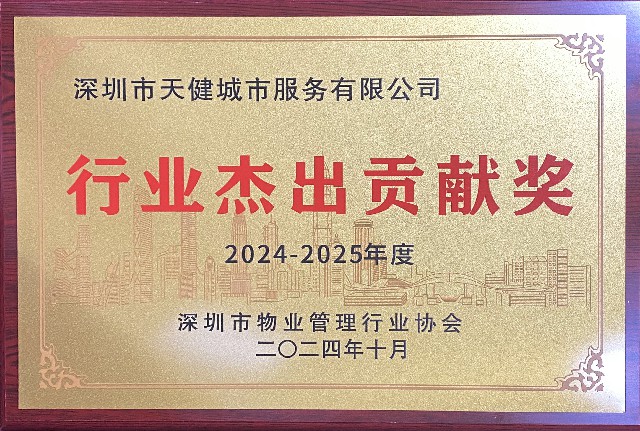 深圳市天健城市服务有限公司
行业杰出贡献奖
2024-2025年度
深圳市物业管理行业协会
二〇二四年十月